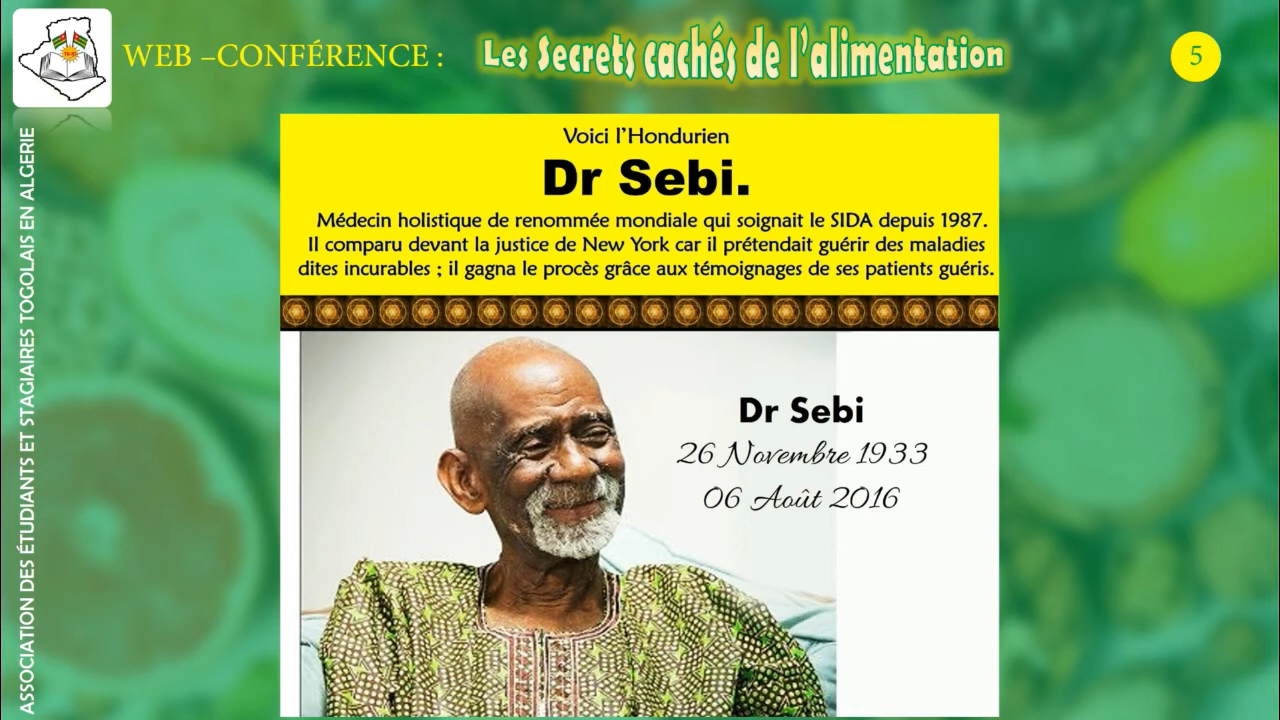 WEB –CONFÉRENCE :
Les Secrets cachés de l’alimentation
5
ASSOCIATION DES ÉTUDIANTS ET STAGIAIRES TOGOLAIS EN ALGERIE
Voici l’Hondurien
Dr Sebi.
Médecin holistique de renommée mondiale qui soignait le SIDA depuis 1987.
Il comparu devant la justice de New York car il prétendait guérir des maladies
dites incurables ; il gagna le procès grâce aux témoignages de ses patients guéris.
Dr Sebi
26 Novembre 1933
06 Août 2016